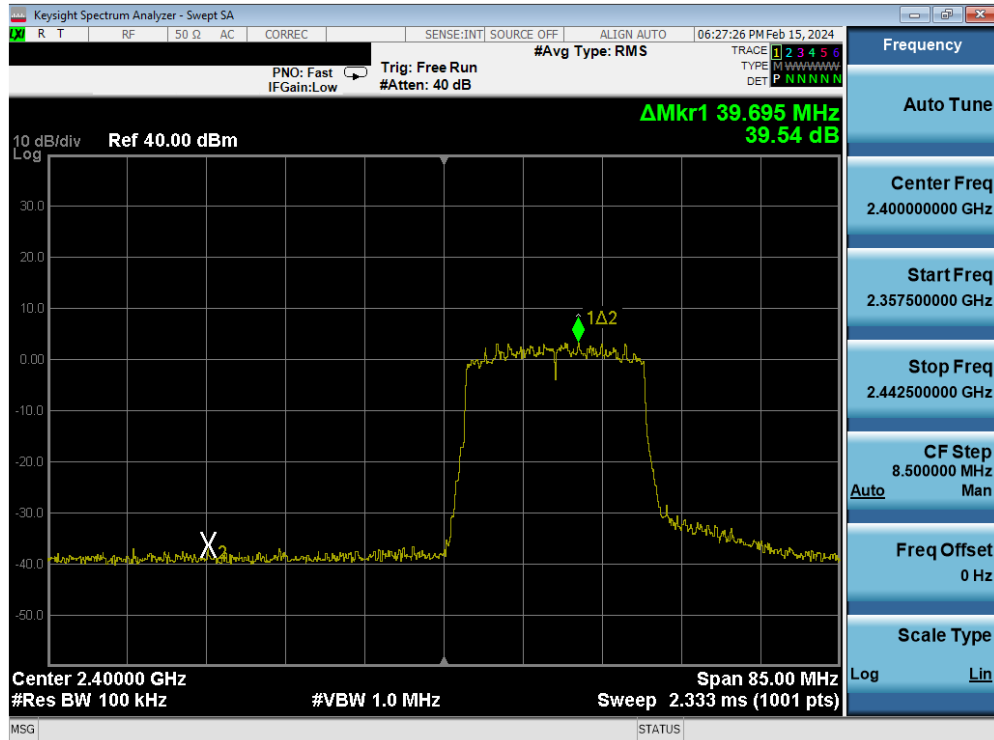 Keysight Spectrum Analyzer - Swept SA
LXI R T RF 50 Ω AC CORREC SENSE:INT SOURCE OFF ALIGN AUTO 06:27:26 PM Feb 15, 2024
#Avg Type: RMS
TRACE 1 2 3 4 5 6
TYPE M WWWWW
DET P N N N N N
PNO: Fast
IFGain:Low
Trig: Free Run
#Atten: 40 dB
ΔMkr1 39.695 MHz
39.54 dB
10 dB/div Ref 40.00 dBm
Log
30.0
20.0
10.0
0.00
-10.0
-20.0
-30.0
-40.0
-50.0
1Δ2
X2
Center 2.40000 GHz Span 85.00 MHz
#Res BW 100 kHz #VBW 1.0 MHz Sweep 2.333 ms (1001 pts)
MSG STATUS
Frequency
Auto Tune
Center Freq
2.400000000 GHz
Start Freq
2.357500000 GHz
Stop Freq
2.442500000 GHz
CF Step
8.500000 MHz
Auto Man
Freq Offset
0 Hz
Scale Type
Log Lin